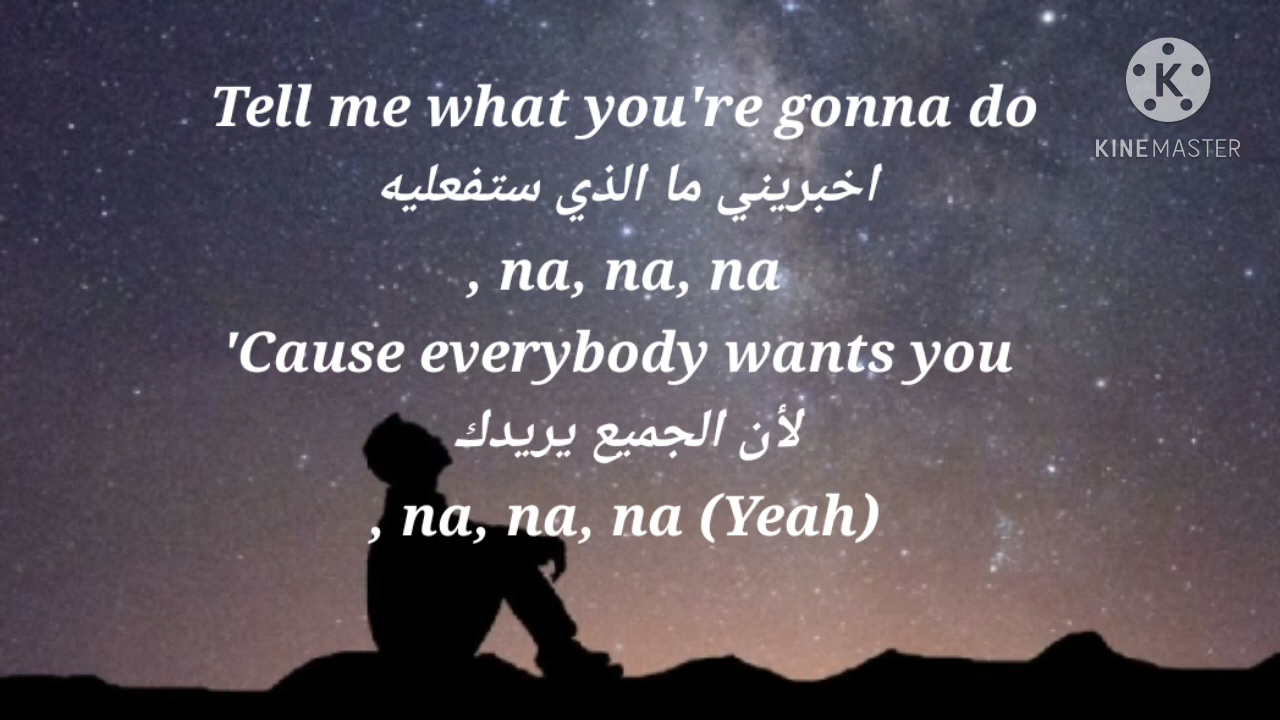 Tell me what you're gonna do
اخبريني ما الذي ستفعليه
, na, na, na
'Cause everybody wants you
لأن الجميع يريدك
, na, na, na (Yeah)
K
KINEMASTER